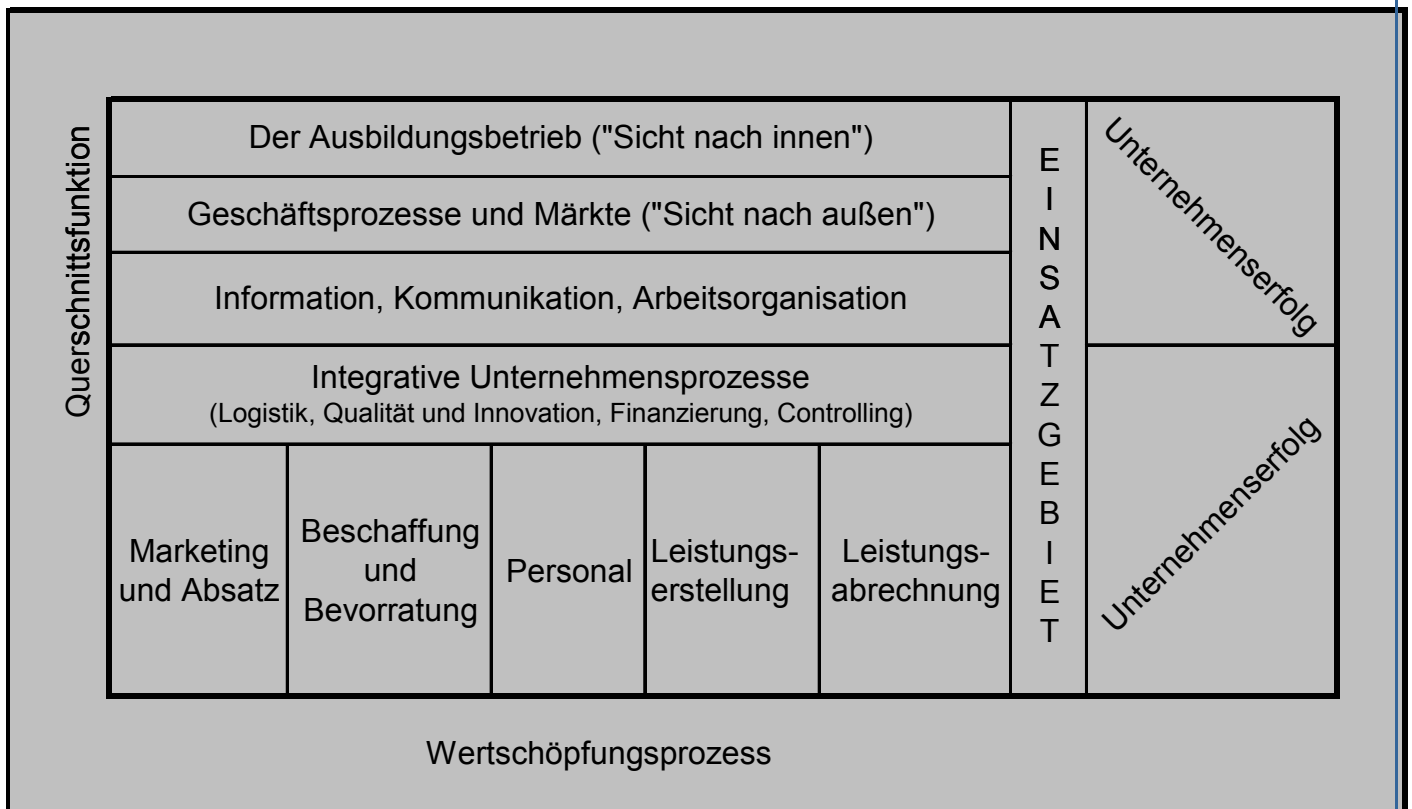 Querschnittsfunktion
Der Ausbildungsbetrieb ("Sicht nach innen")
Geschäftsprozesse und Märkte ("Sicht nach außen")
Information, Kommunikation, Arbeitsorganisation
Integrative Unternehmensprozesse
(Logistik, Qualität und Innovation, Finanzierung, Controlling)
Marketing
und Absatz
Beschaffung
und
Bevorratung
Personal
Leistungs-
erstellung
Leistungs-
abrechnung
E
I
N
S
A
T
Z
G
E
B
I
E
T
Unternehmenserfolg
Unternehmenserfolg
Wertschöpfungsprozess